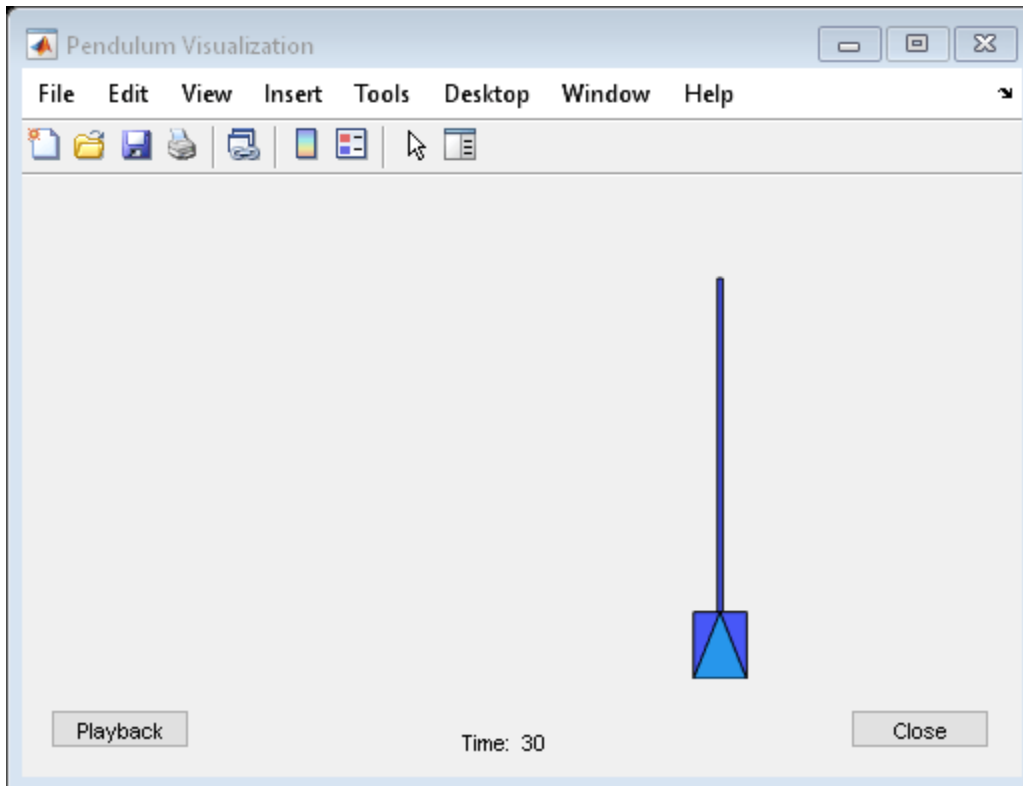 Pendulum Visualization
File Edit View Insert Tools Desktop Window Help
Playback
Time: 30
Close